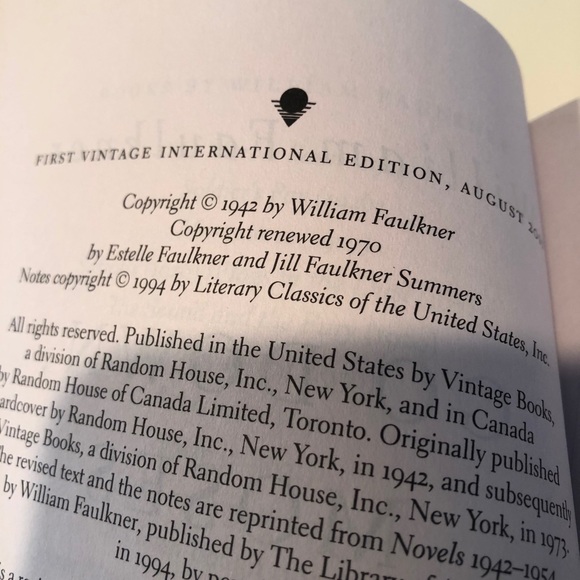 FIRST VINTAGE INTERNATIONAL EDITION, AUGUST
Copyright © 1942 by William Faulkner
Copyright renewed 1970
by Estelle Faulkner and Jill Faulkner Summers
Notes copyright © 1994 by Literary Classics of the United States, Inc.
All rights reserved. Published in the United States by Vintage Books,
a division of Random House, Inc., New York, and in Canada
by Random House of Canada Limited, Toronto. Originally published
ardcover by Random House, Inc., New York, in 1942, and subsequently
Vintage Books, a division of Random House, Inc., New York, in 1973.
he revised text and the notes are reprinted from Novels 1942–1954
by William Faulkner, published by The Library of
in 1994, by